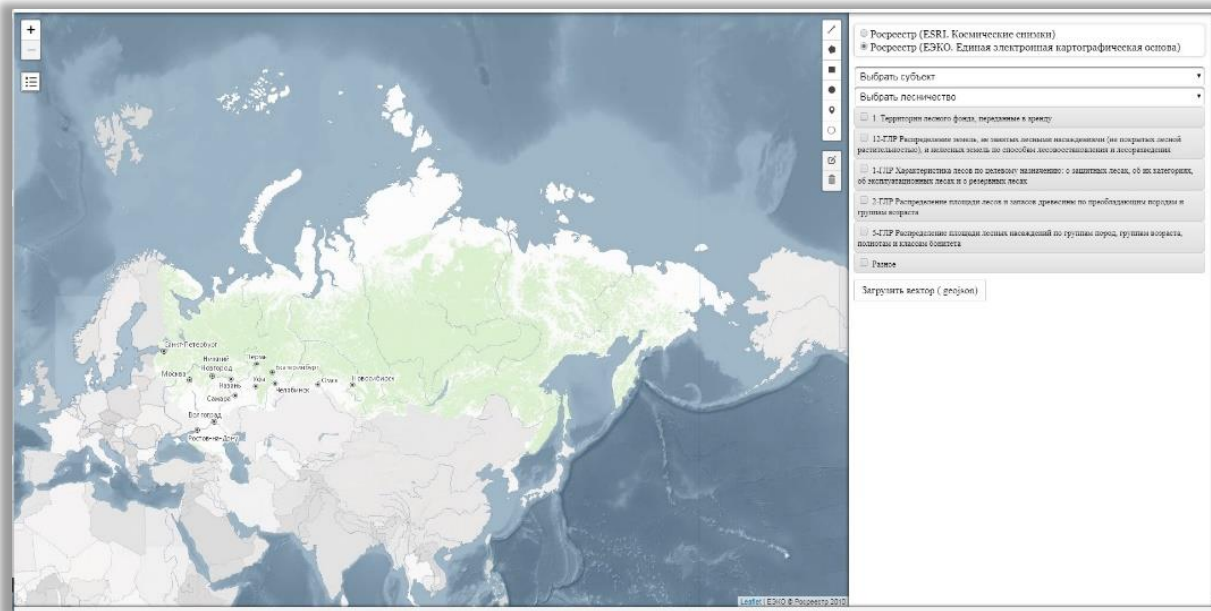 +
−
Росреестр (ESRI. Космические снимки)
Росреестр (ЕЭКО. Единая электронная картографическая основа)
Выбрать субъект
Выбрать лесничество
1. Территории лесного фонда, переданные в аренду
12-ГЛР Распределение земель, не занятых лесными насаждениями (не покрытых лесной
растительностью), и нелесных земель по способам лесовосстановления и лесоразведения
1-ГЛР Характеристика лесов по целевому назначению: о защитных лесах, об их категориях,
об эксплуатационных лесах и о резервных лесах
2-ГЛР Распределение площади лесов и запасов древесины по преобладающим породам и
группам возраста
5-ГЛР Распределение площади лесных насаждений по группам пород, группам возраста,
полнотам и классам бонитета
Разное
Загрузить вектор ( geojson)
Санкт-Петербург
Нижний
Новгород
Пермь
Екатеринбург
Москва
Казань
Уфа
Челябинск
Омск
Новосибирск
Самара
Волгоград
Ростов-на-Дону
Leaflet | ЕЭКО © Росреестр 2010